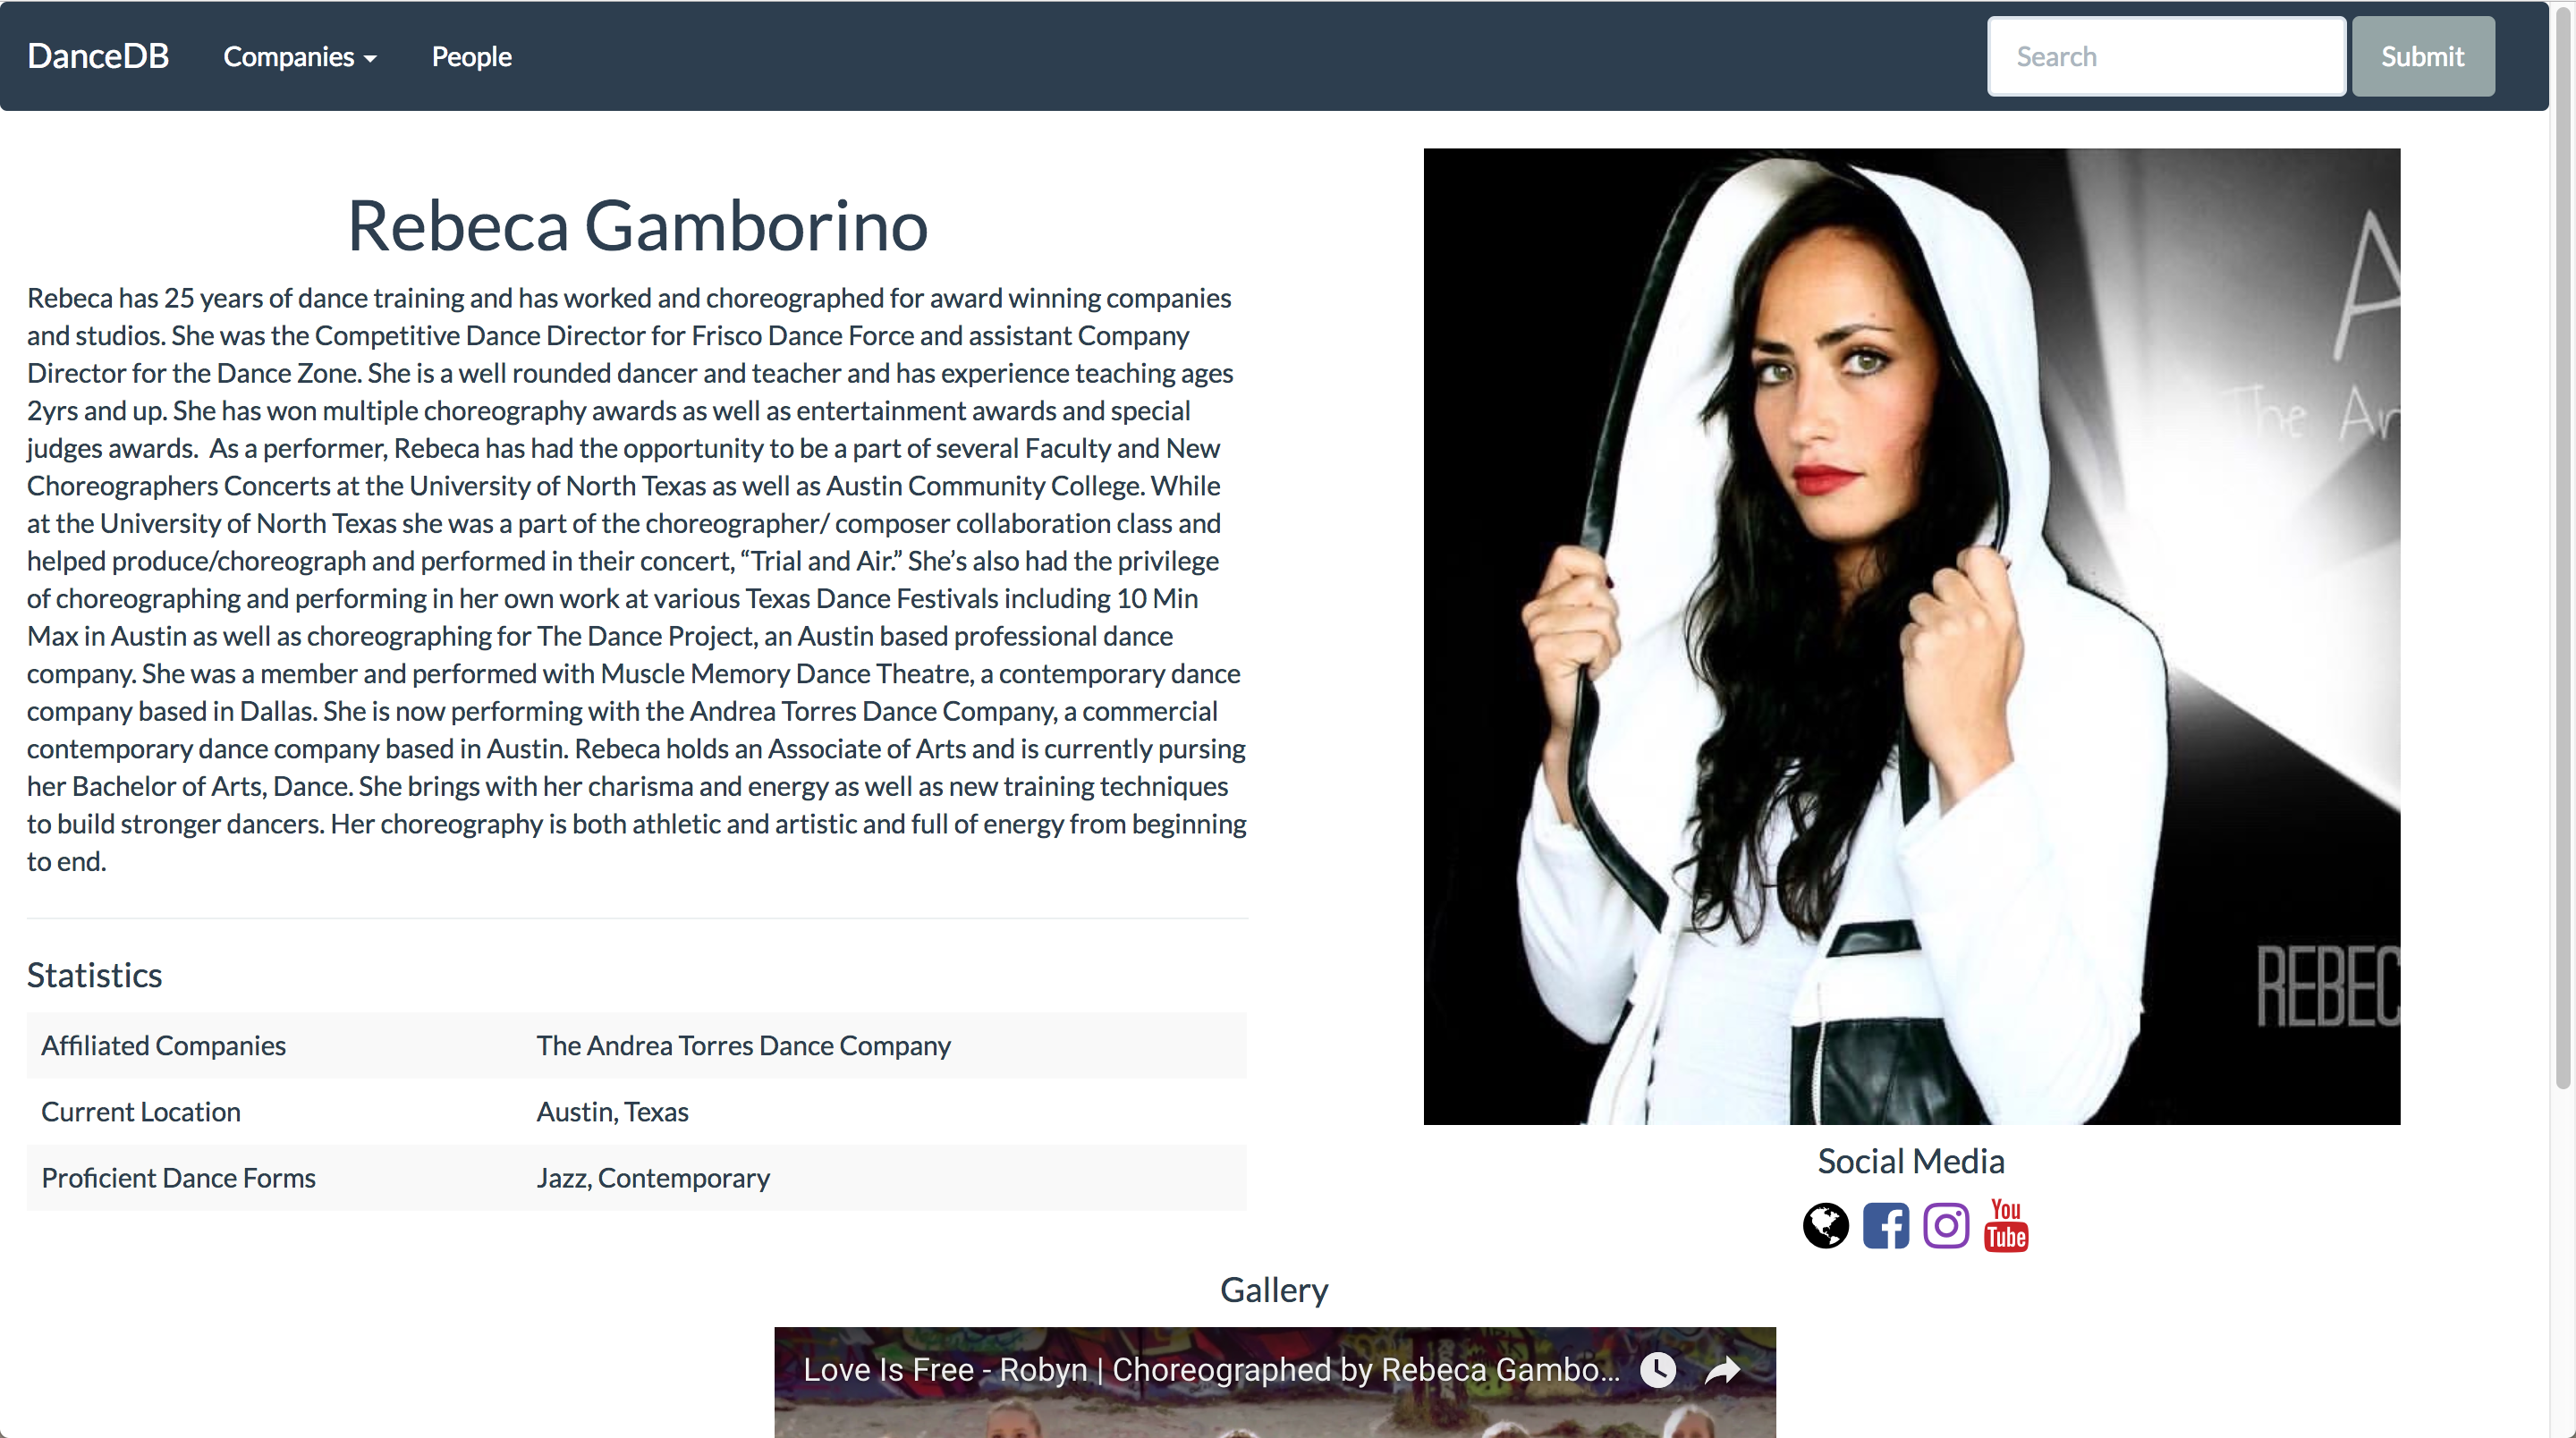 DanceDB Companies People Search Submit
Rebeca Gamborino
Rebeca has 25 years of dance training and has worked and choreographed for award winning companies
and studios. She was the Competitive Dance Director for Frisco Dance Force and assistant Company
Director for the Dance Zone. She is a well rounded dancer and teacher and has experience teaching ages
2yrs and up. She has won multiple choreography awards as well as entertainment awards and special
judges awards.  As a performer, Rebeca has had the opportunity to be a part of several Faculty and New
Choreographers Concerts at the University of North Texas as well as Austin Community College. While
at the University of North Texas she was a part of the choreographer/ composer collaboration class and
helped produce/choreograph and performed in their concert, “Trial and Air.” She’s also had the privilege
of choreographing and performing in her own work at various Texas Dance Festivals including 10 Min
Max in Austin as well as choreographing for The Dance Project, an Austin based professional dance
company. She was a member and performed with Muscle Memory Dance Theatre, a contemporary dance
company based in Dallas. She is now performing with the Andrea Torres Dance Company, a commercial
contemporary dance company based in Austin. Rebeca holds an Associate of Arts and is currently pursing
her Bachelor of Arts, Dance. She brings with her charisma and energy as well as new training techniques
to build stronger dancers. Her choreography is both athletic and artistic and full of energy from beginning
to end.
Statistics
Affiliated Companies The Andrea Torres Dance Company
Current Location Austin, Texas
Proficient Dance Forms Jazz, Contemporary
A
The An
REBEC
Social Media
You
Tube
Gallery
Love Is Free - Robyn | Choreographed by Rebeca Gambo...